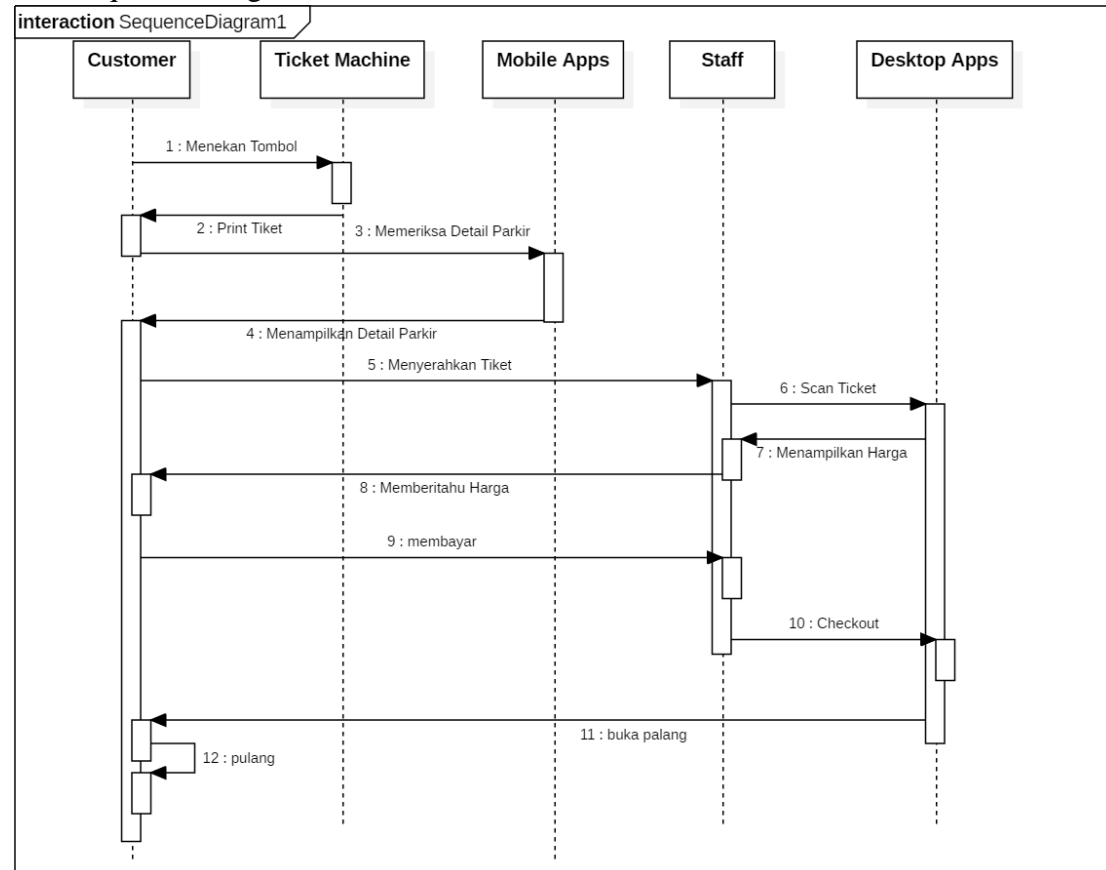 interaction SequenceDiagram1
Customer
Ticket Machine
Mobile Apps
Staff
Desktop Apps
1 : Menekan Tombol
2 : Print Tiket
3 : Memeriksa Detail Parkir
4 : Menampilkan Detail Parkir
5 : Menyerahkan Tiket
6 : Scan Ticket
7 : Menampilkan Harga
8 : Memberitahu Harga
9 : membayar
10 : Checkout
11 : buka palang
12 : pulang